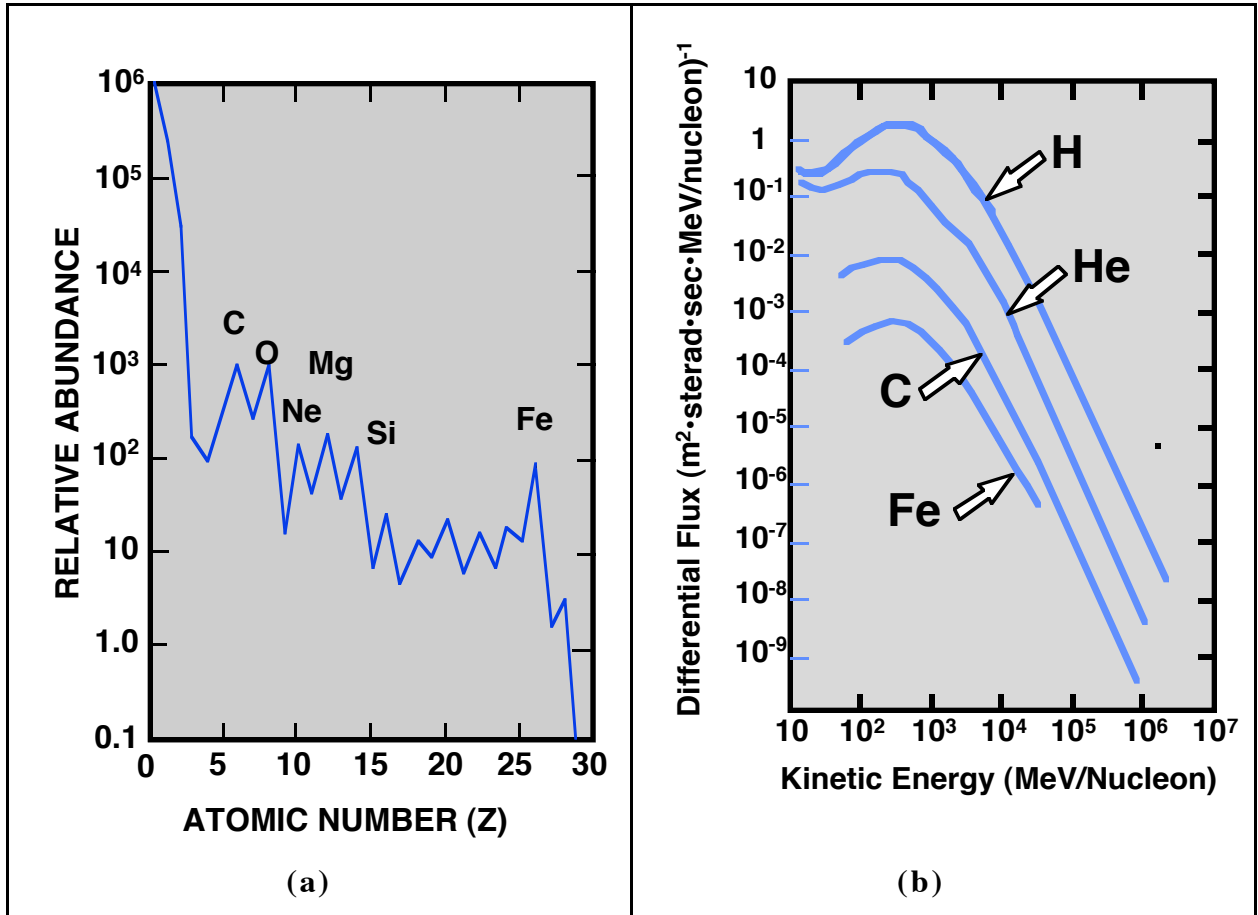 10⁶
10⁵
10⁴
10³
10²
10
1.0
0.1
RELATIVE ABUNDANCE
C
O
Mg
Ne
Si
Fe
0 5 10 15 20 25 30
ATOMIC NUMBER (Z)
(a)
Differential Flux (m²•sterad•sec•MeV/nucleon)⁻¹
10
1
10⁻¹
10⁻²
10⁻³
10⁻⁴
10⁻⁵
10⁻⁶
10⁻⁷
10⁻⁸
10⁻⁹
H
He
C
Fe
10 10² 10³ 10⁴ 10⁵ 10⁶ 10⁷
Kinetic Energy (MeV/Nucleon)
(b)